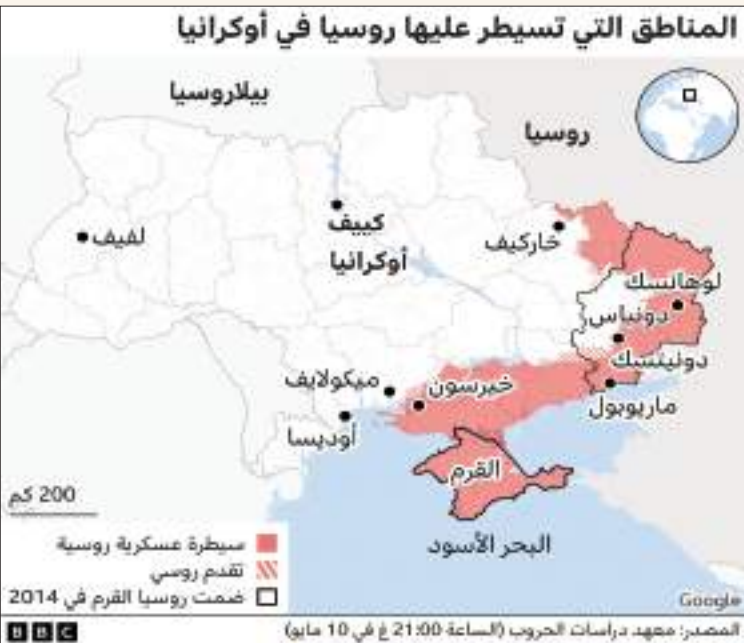 المناطق التي تسيطر عليها روسيا في أوكرانيا
بيلاروسيا
روسيا
كييف
لفيف
خاركيف
أوكرانيا
لوهانسك
دونباس
دونيتسك
ميكولايف
خيرسون
ماريوبول
أوديسا
القرم
200 كم
البحر الأسود
سيطرة عسكرية روسية
تقدم روسي
ضمت روسيا القرم في 2014
Google
المصدر: معهد دراسات الحروب (الساعة 21:00 غ في 10 مايو)
BBC